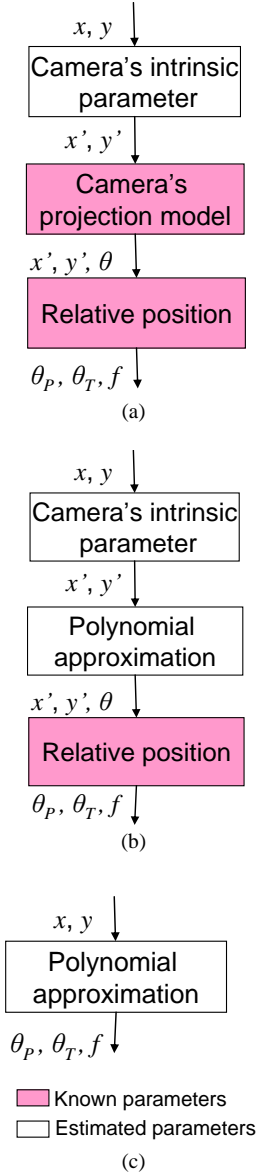 x, y
Camera's intrinsic
parameter
x', y'
Camera's
projection model
x', y', θ
Relative position
θP, θT, f
(a)
x, y
Camera's intrinsic
parameter
x', y'
Polynomial
approximation
x', y', θ
Relative position
θP, θT, f
(b)
x, y
Polynomial
approximation
θP, θT, f
Known parameters
Estimated parameters
(c)